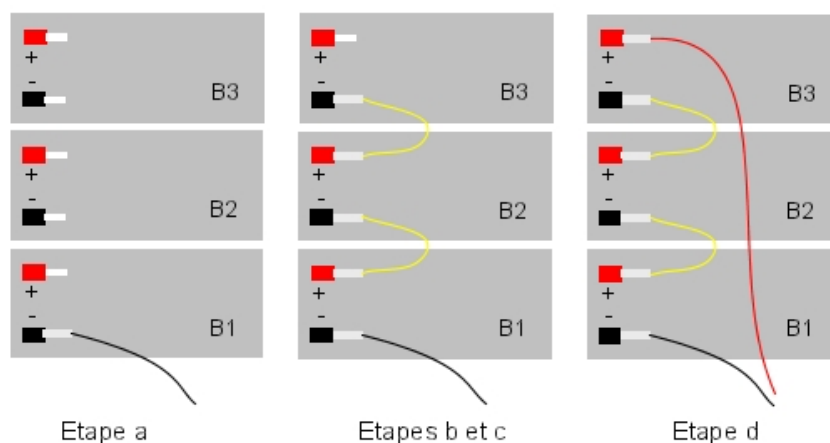 +
-
B3
+
-
B2
+
-
B1
Etape a
+
-
B3
+
-
B2
+
-
B1
Etapes b et c
+
-
B3
+
-
B2
+
-
B1
Etape d